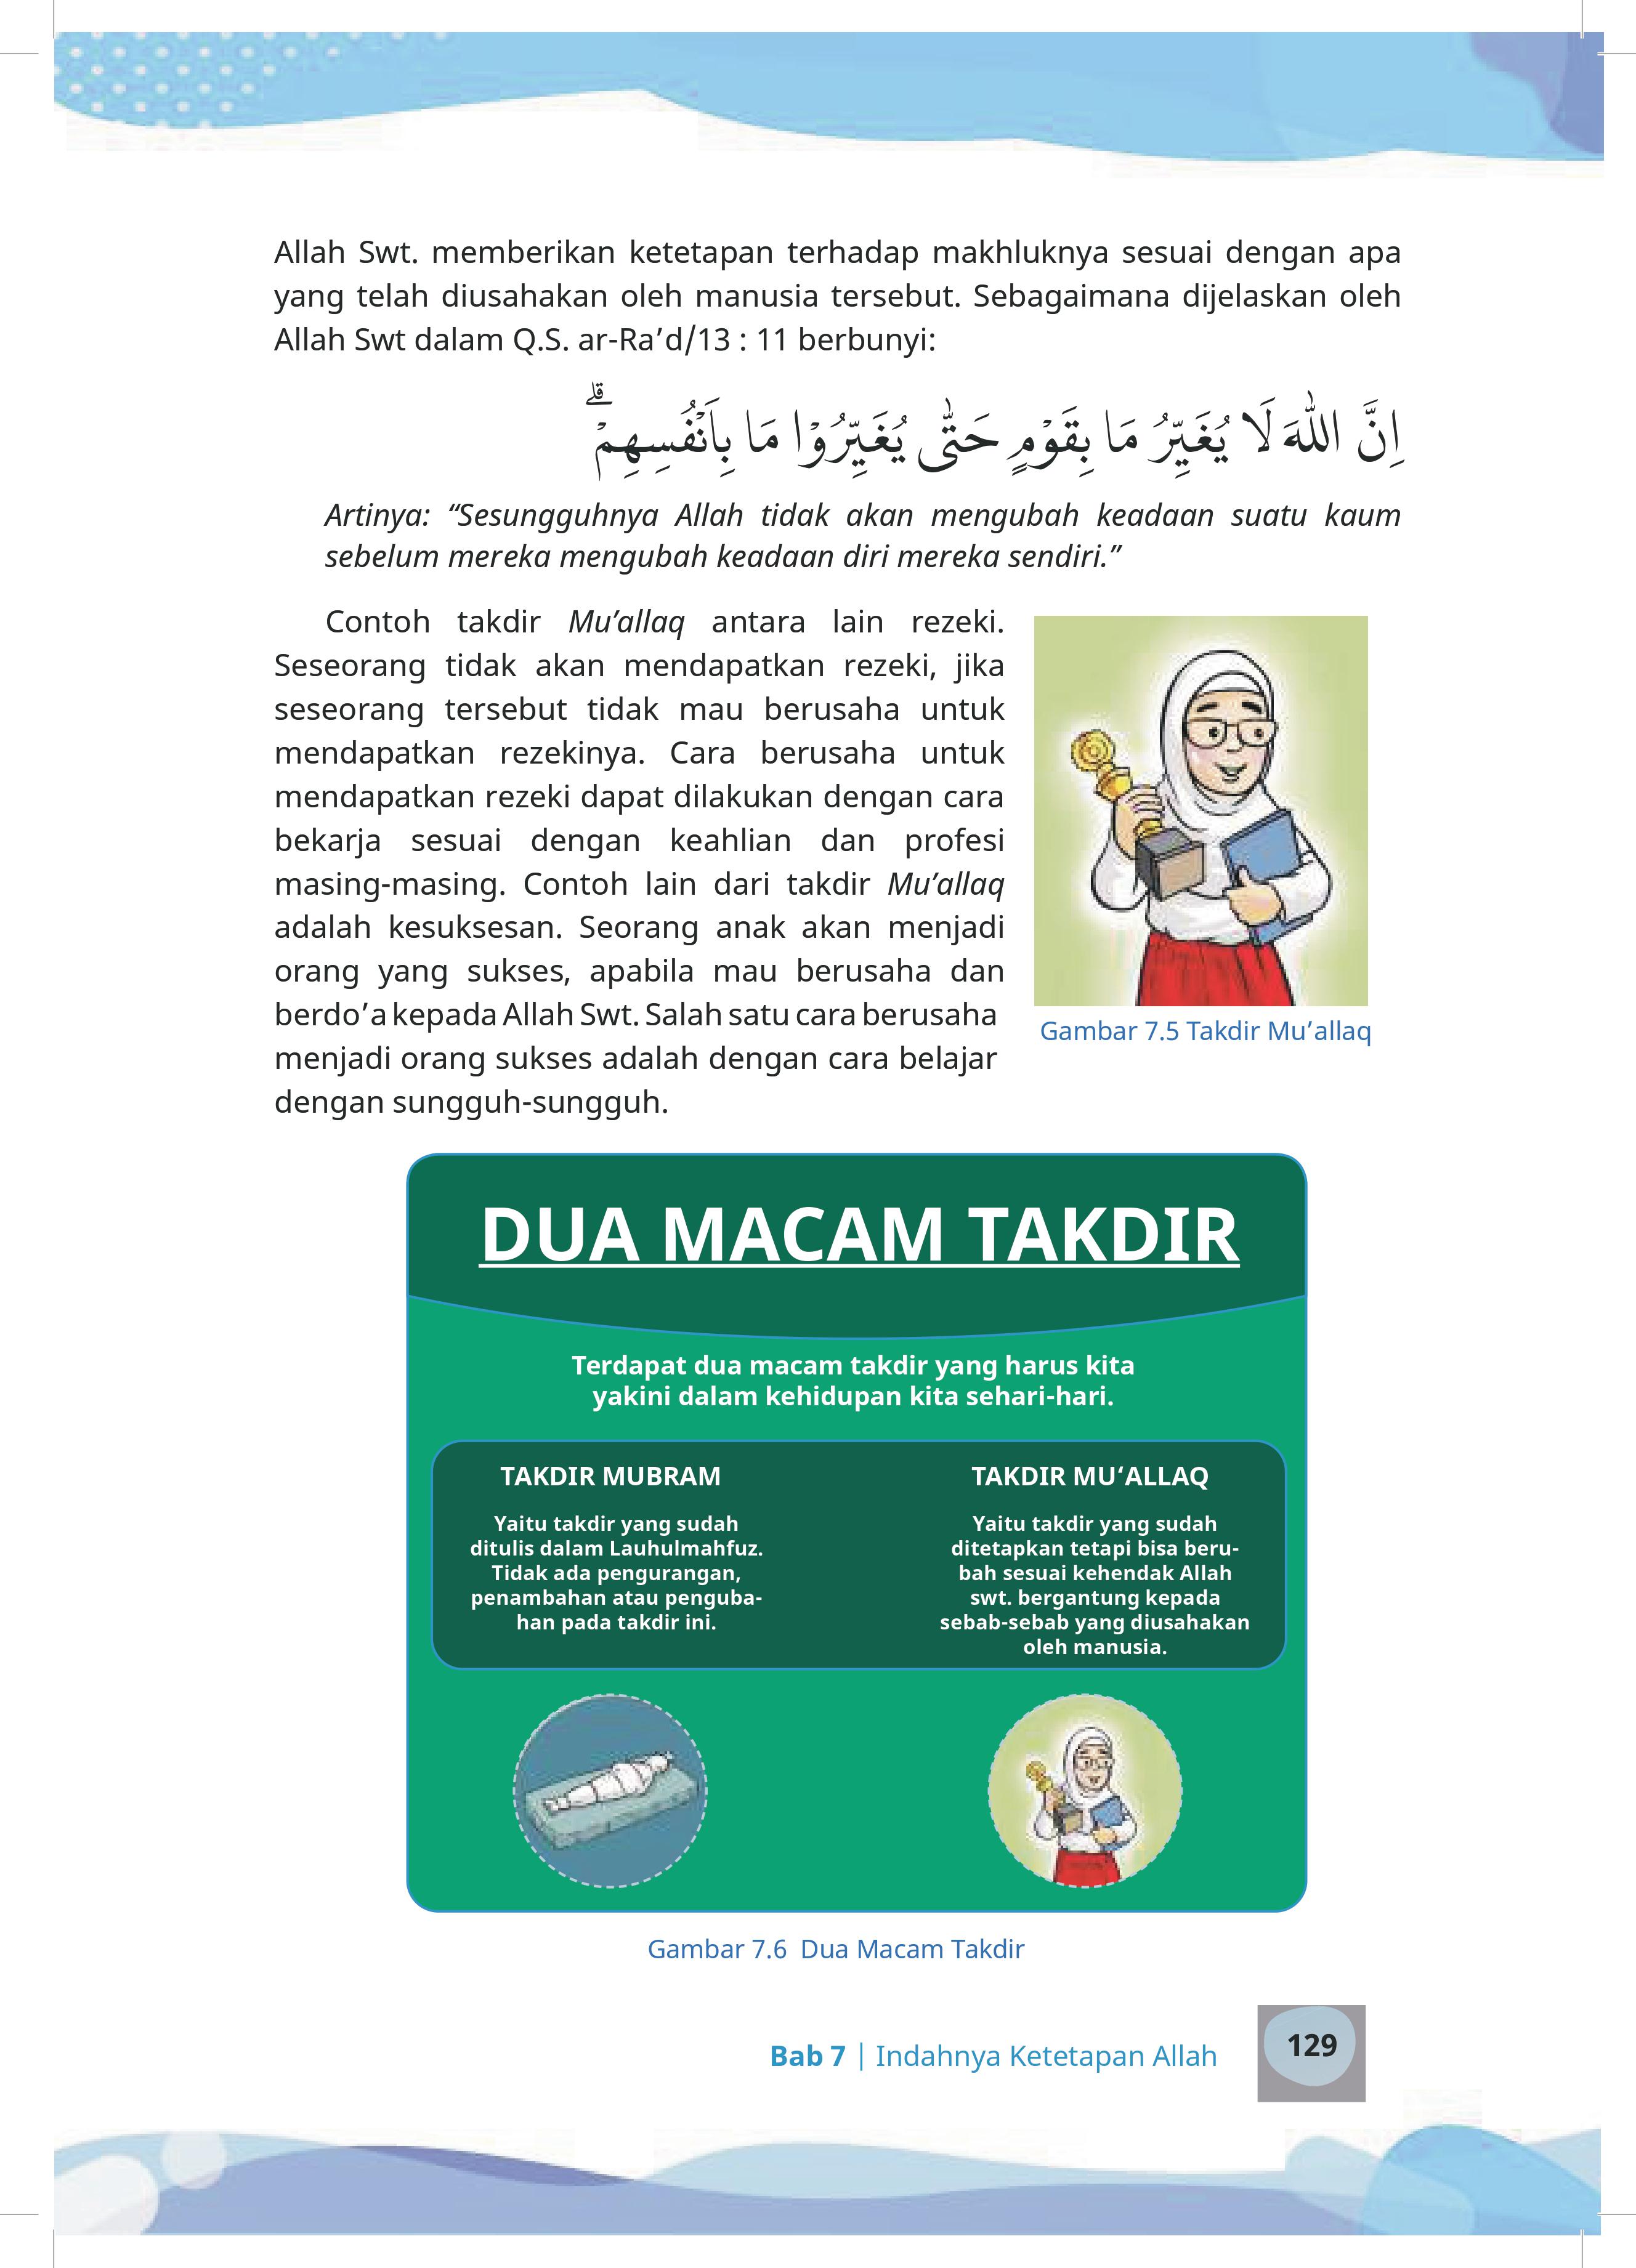 Allah Swt. memberikan ketetapan terhadap makhluknya sesuai dengan apa
yang telah diusahakan oleh manusia tersebut. Sebagaimana dijelaskan oleh
Allah Swt dalam Q.S. ar-Ra’d/13 : 11 berbunyi:
اِنَّ اللّٰهَ لَا يُغَيِّرُ مَا بِقَوْمٍ حَتّٰى يُغَيِّرُوْا مَا بِاَنْفُسِهِمْۗ
Artinya: “Sesungguhnya Allah tidak akan mengubah keadaan suatu kaum
sebelum mereka mengubah keadaan diri mereka sendiri.”
Contoh takdir Mu’allaq antara lain rezeki.
Seseorang tidak akan mendapatkan rezeki, jika
seseorang tersebut tidak mau berusaha untuk
mendapatkan rezekinya. Cara berusaha untuk
mendapatkan rezeki dapat dilakukan dengan cara
bekarja sesuai dengan keahlian dan profesi
masing-masing. Contoh lain dari takdir Mu’allaq
adalah kesuksesan. Seorang anak akan menjadi
orang yang sukses, apabila mau berusaha dan
berdo’a kepada Allah Swt. Salah satu cara berusaha
menjadi orang sukses adalah dengan cara belajar
dengan sungguh-sungguh.
Gambar 7.5 Takdir Mu’allaq
DUA MACAM TAKDIR
Terdapat dua macam takdir yang harus kita
yakini dalam kehidupan kita sehari-hari.
TAKDIR MUBRAM
Yaitu takdir yang sudah
ditulis dalam Lauhulmahfuz.
Tidak ada pengurangan,
penambahan atau penguba-
han pada takdir ini.
TAKDIR MU‘ALLAQ
Yaitu takdir yang sudah
ditetapkan tetapi bisa beru-
bah sesuai kehendak Allah
swt. bergantung kepada
sebab-sebab yang diusahakan
oleh manusia.
Gambar 7.6 Dua Macam Takdir
Bab 7 | Indahnya Ketetapan Allah
129